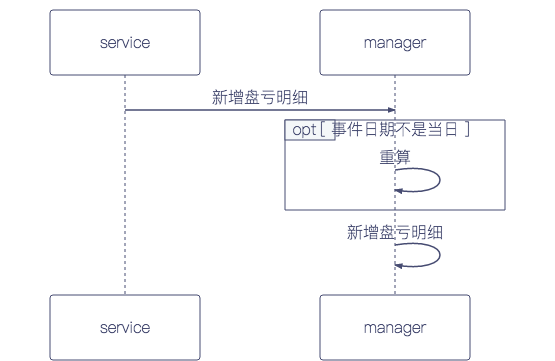 service
manager
新增盘亏明细
opt [ 事件日期不是当日 ]
重算
新增盘亏明细
service
manager